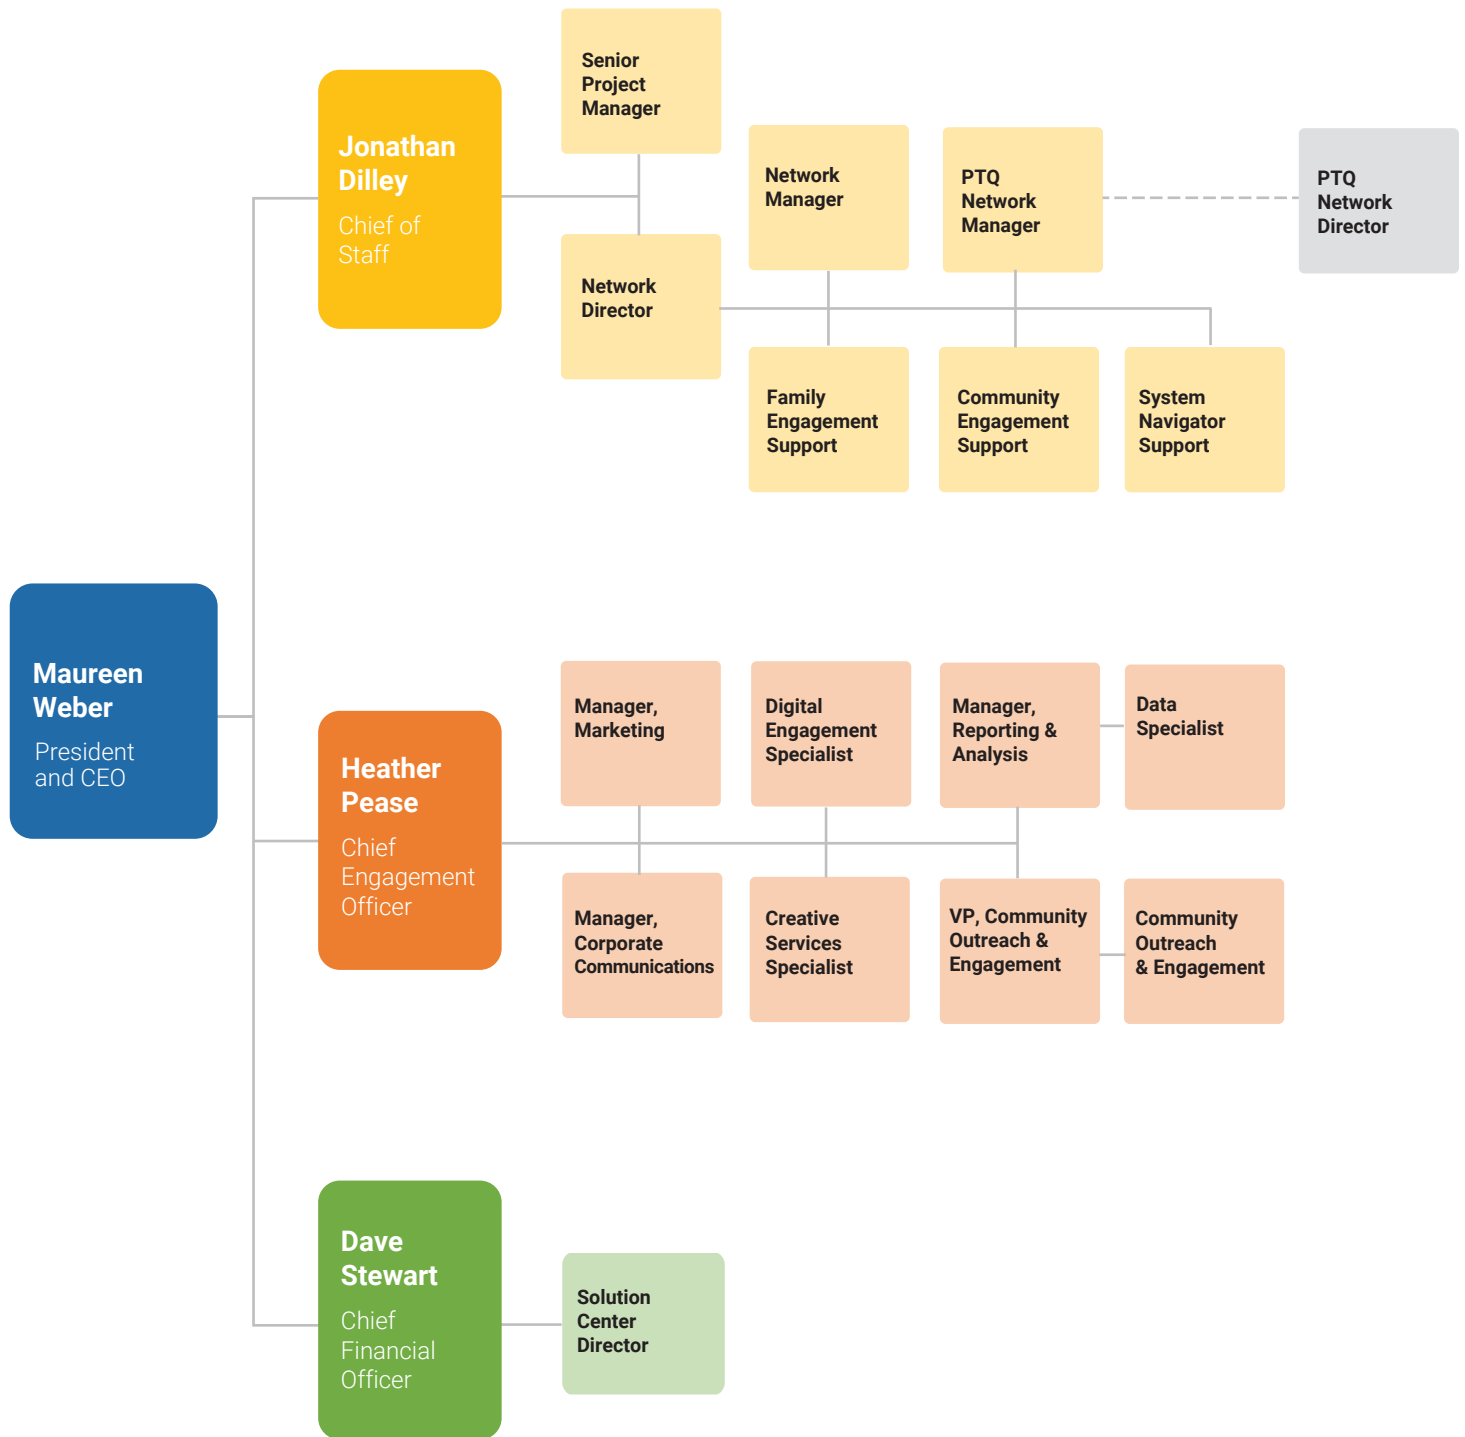 Senior
Project
Manager
Jonathan
Dilley
Chief of
Staff
Network
Manager
PTQ
Network
Manager
PTQ
Network
Director
Network
Director
Family
Engagement
Support
Community
Engagement
Support
System
Navigator
Support
Maureen
Weber
President
and CEO
Heather
Pease
Chief
Engagement
Officer
Manager,
Marketing
Digital
Engagement
Specialist
Manager,
Reporting &
Analysis
Data
Specialist
Manager,
Corporate
Communications
Creative
Services
Specialist
VP, Community
Outreach &
Engagement
Community
Outreach
& Engagement
Dave
Stewart
Chief
Financial
Officer
Solution
Center
Director